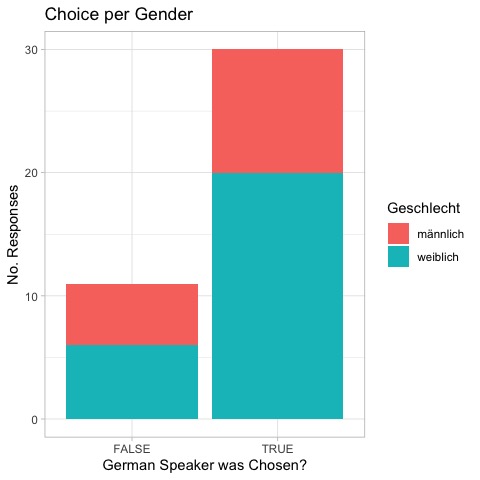 Choice per Gender
No. Responses
30
20
10
0
FALSE
TRUE
German Speaker was Chosen?
Geschlecht
männlich
weiblich